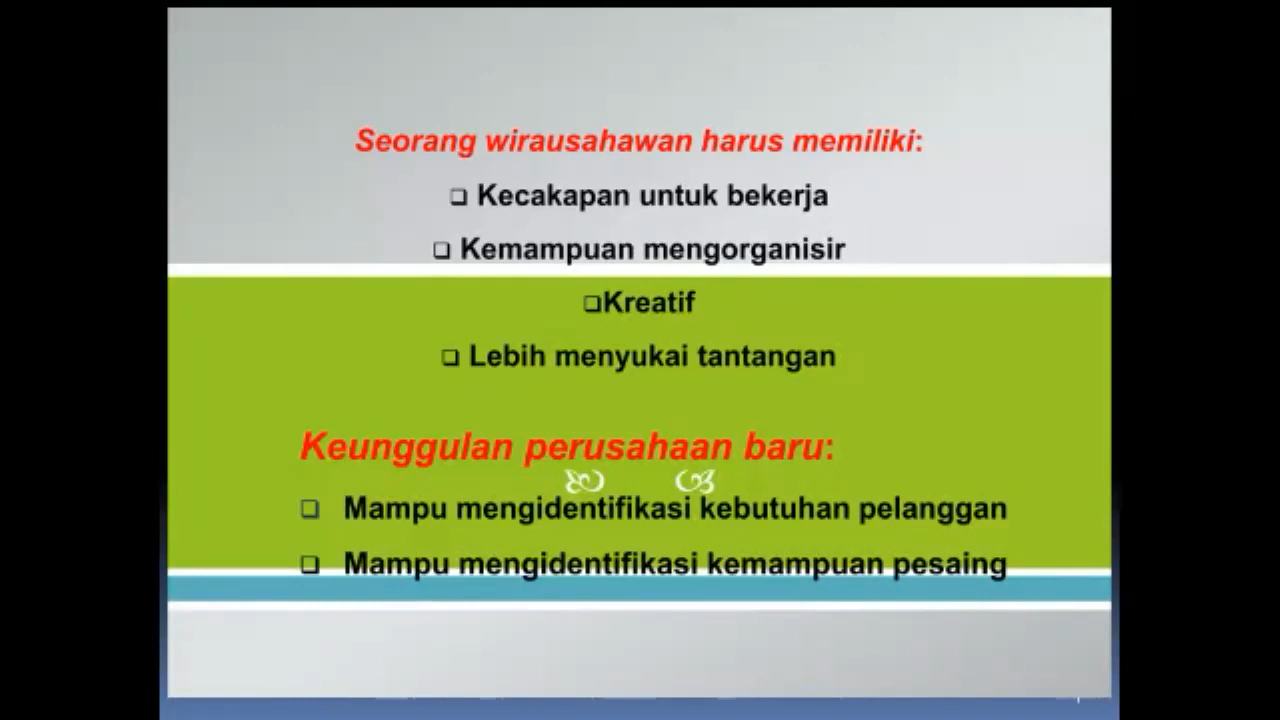 Seorang wirausahawan harus memiliki:
❑ Kecakapan untuk bekerja
❑ Kemampuan mengorganisir
❑Kreatif
❑ Lebih menyukai tantangan
Keunggulan perusahaan baru:
❑ Mampu mengidentifikasi kebutuhan pelanggan
❑ Mampu mengidentifikasi kemampuan pesaing